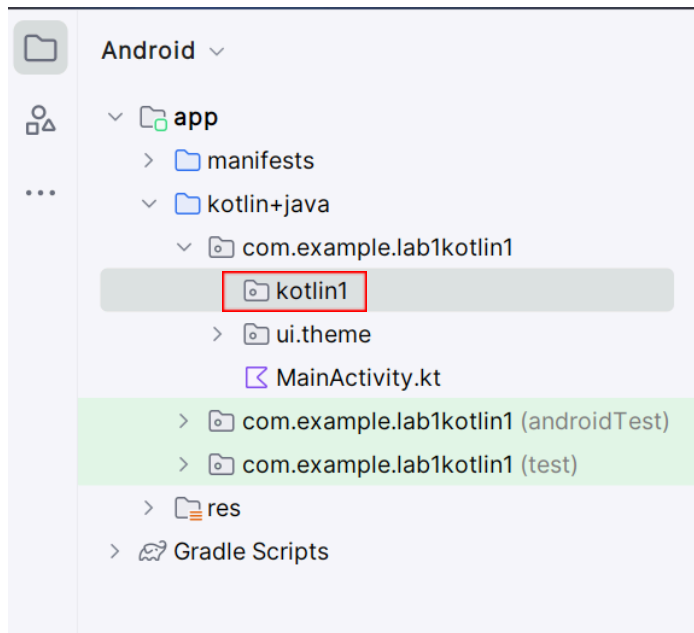 Android
app
manifests
kotlin+java
com.example.lab1kotlin1
kotlin1
ui.theme
MainActivity.kt
com.example.lab1kotlin1 (androidTest)
com.example.lab1kotlin1 (test)
res
Gradle Scripts